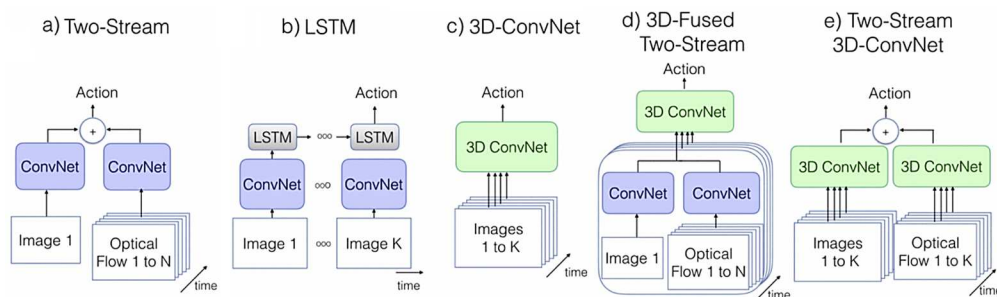 a) Two-Stream
Action
+
ConvNet
ConvNet
Image 1
Optical
Flow 1 to N
time
b) LSTM
Action
LSTM
LSTM
ConvNet
ConvNet
Image 1
Image K
time
c) 3D-ConvNet
Action
3D ConvNet
Images
1 to K
time
d) 3D-Fused
Two-Stream
Action
3D ConvNet
ConvNet
ConvNet
Image 1
Optical
Flow 1 to N
time
e) Two-Stream
3D-ConvNet
Action
+
3D ConvNet
3D ConvNet
Images
1 to K
Optical
Flow 1 to K
time